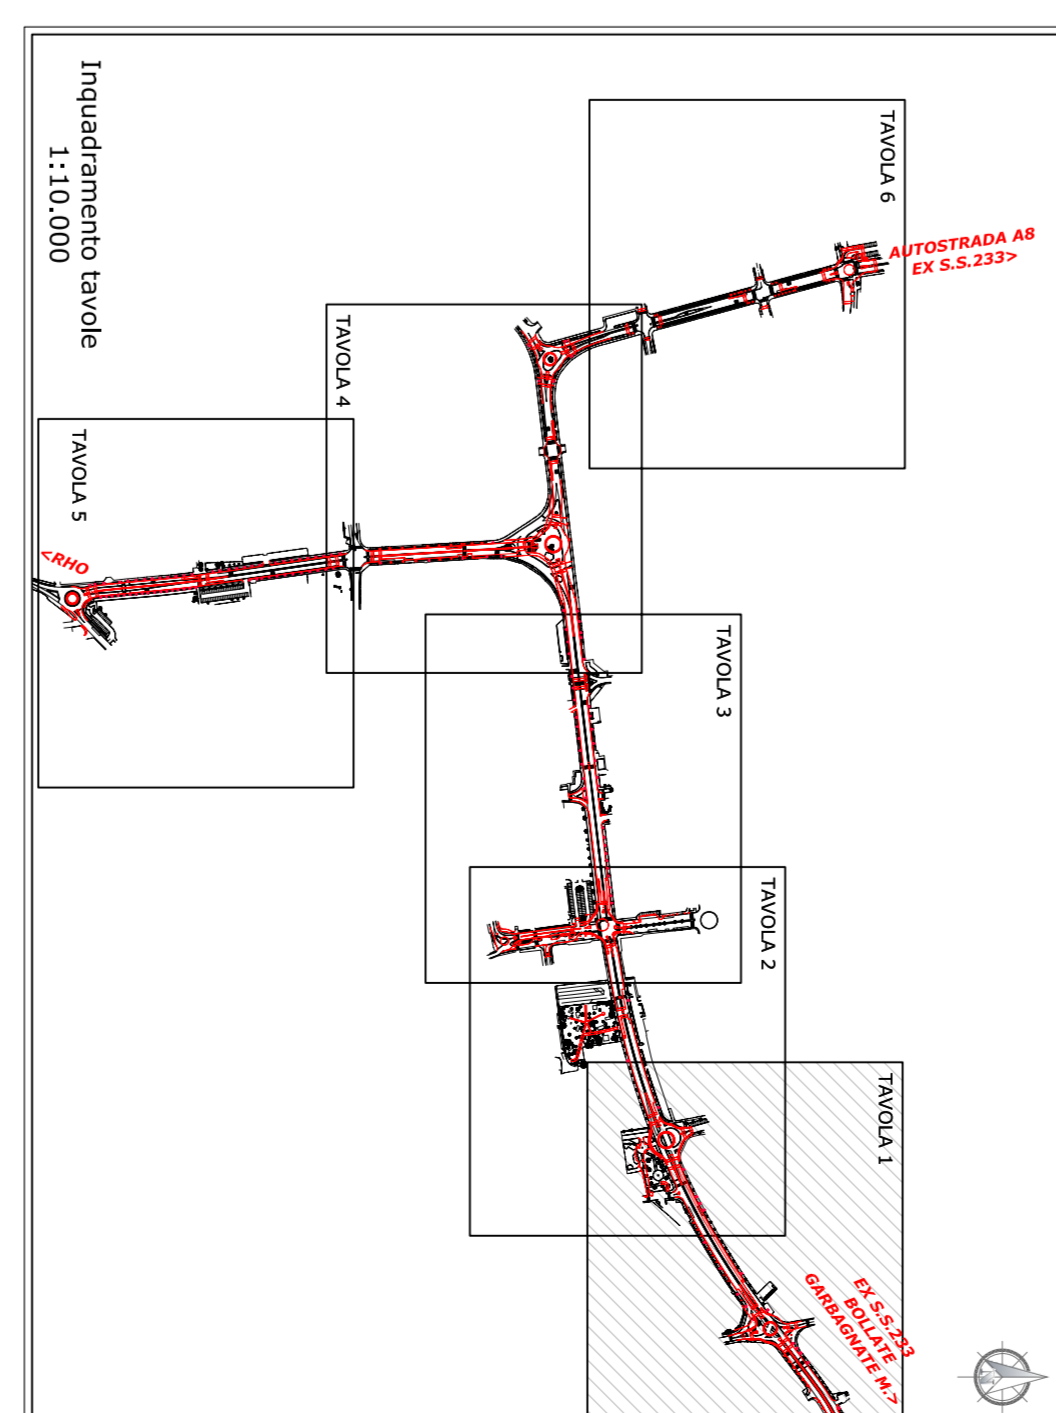 Inquadramento tavole
1:10.000
TAVOLA 6
AUTOSTRADA A8
EX S.S.233>
TAVOLA 4
TAVOLA 5
<RHO
TAVOLA 3
TAVOLA 2
TAVOLA 1
EX S.S.233
BOLLATE
GARBAGNATE M.>